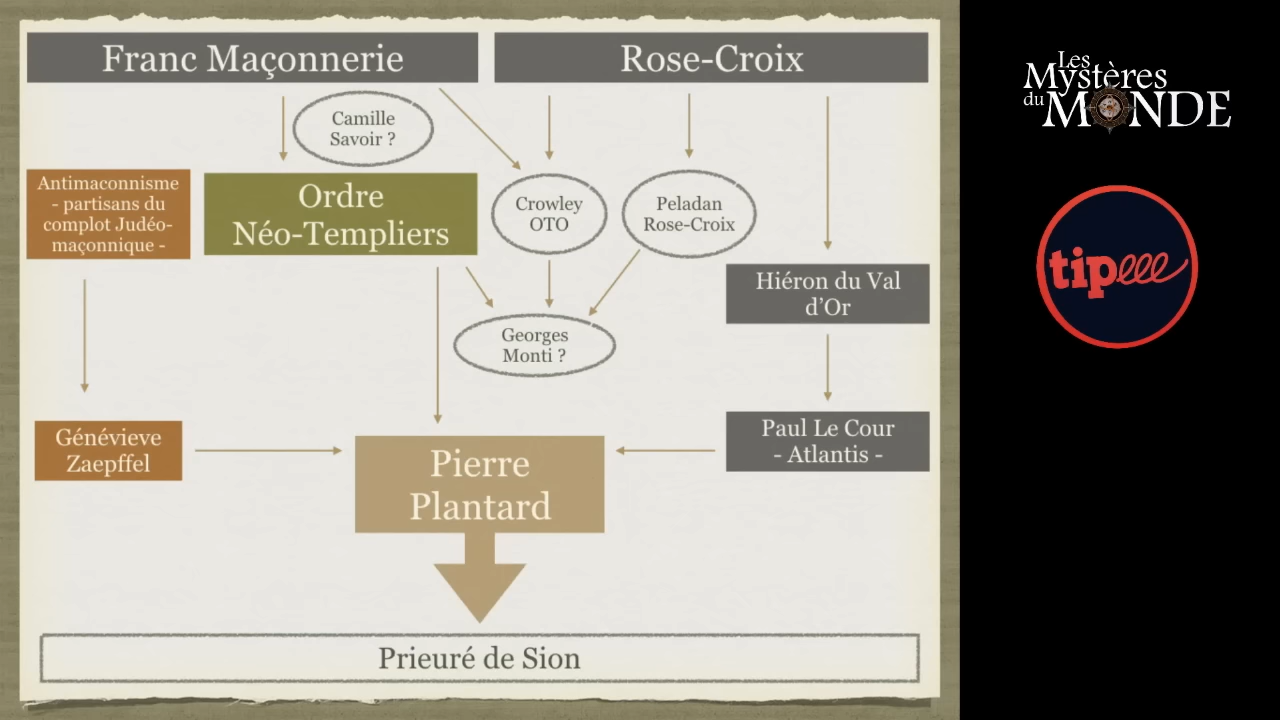 Franc Maçonnerie
Rose-Croix
Camille
Savoir ?
Antimaconnisme
- partisans du
complot Judéo-
maçonnique -
Ordre
Néo-Templiers
Crowley
OTO
Peladan
Rose-Croix
Hiéron du Val
d’Or
Georges
Monti ?
Générieve
Zaepffel
Pierre
Plantard
Paul Le Cour
- Atlantis -
Prieuré de Sion
Les
Mystères
du MONDE
tipeee